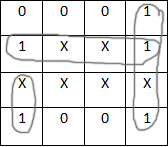 0 0 0 1
1 X X 1
X X X X
1 0 0 1